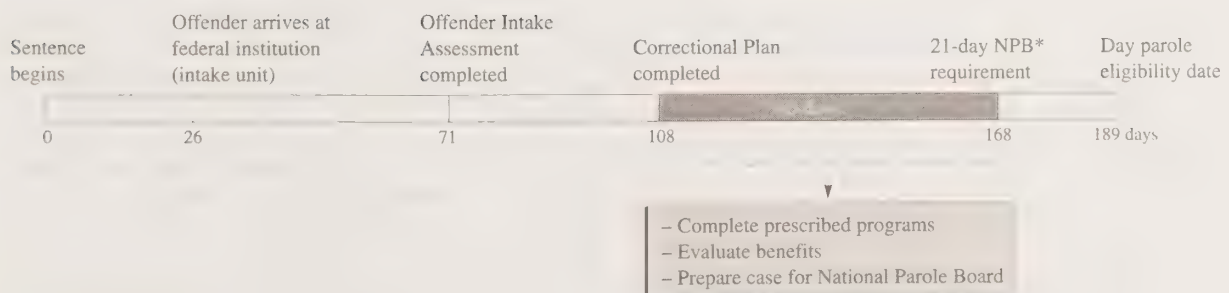 Sentence
begins
Offender arrives at
federal institution
(intake unit)
Offender Intake
Assessment
completed
Correctional Plan
completed
21-day NPB*
requirement
Day parole
eligibility date
0 26 71 108 168 189 days
– Complete prescribed programs
– Evaluate benefits
– Prepare case for National Parole Board